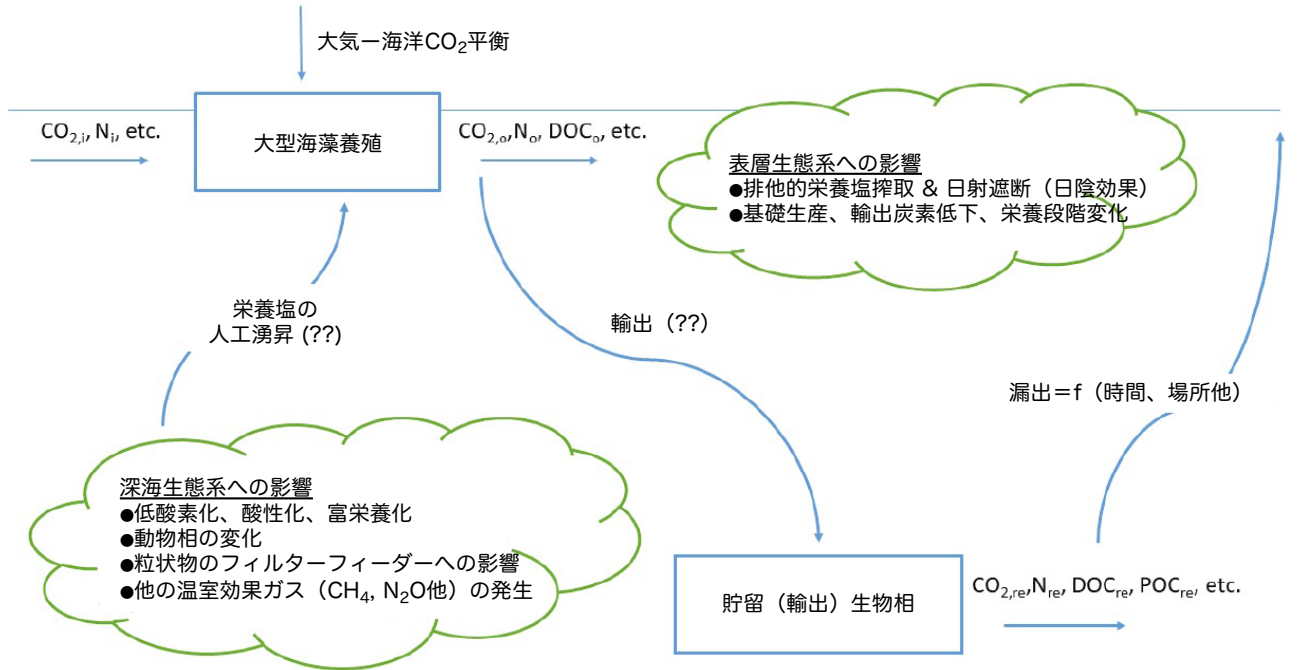 大気ー海洋CO₂平衡
CO₂,ᵢ, Nᵢ, etc.
大型海藻養殖
CO₂,ₒ,Nₒ, DOCₒ, etc.
表層生態系への影響
●排他的栄養塩搾取 & 日射遮断（日陰効果）
●基礎生産、輸出炭素低下、栄養段階変化
栄養塩の
人工湧昇 (??)
輸出（??）
漏出＝f（時間、場所他）
深海生態系への影響
●低酸素化、酸性化、富栄養化
●動物相の変化
●粒状物のフィルターフィーダーへの影響
●他の温室効果ガス（CH₄, N₂O他）の発生
貯留（輸出）生物相
CO₂,re,Nre, DOCre, POCre, etc.